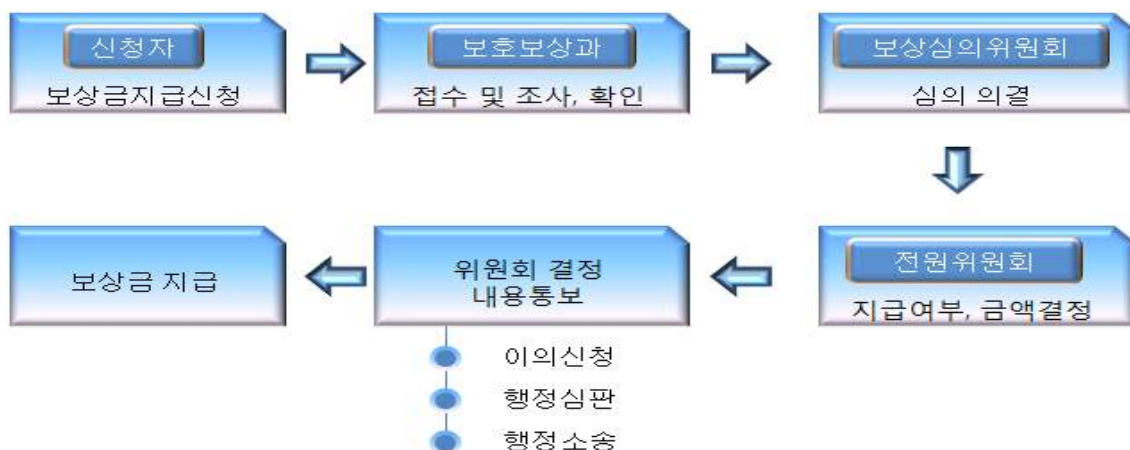 신청자
보상금지급신청
보호보상과
접수 및 조사, 확인
보상심의위원회
심의 의결
전원위원회
지급여부, 금액결정
위원회 결정
내용통보
이의신청
행정심판
행정소송
보상금 지급